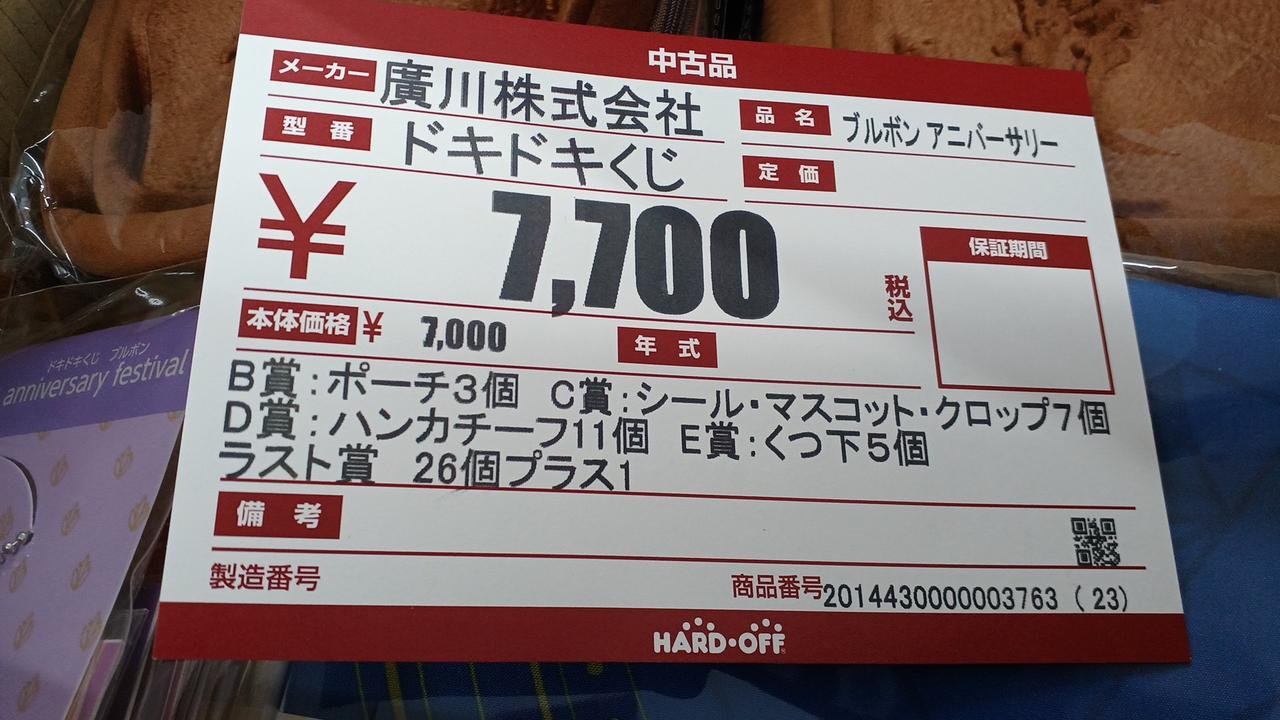 中古品
メーカー 廣川株式会社
品名 ブルボン アニバーサリー
型番 ドキドキくじ
定価
¥ 7,700 税込
保証期間
本体価格 ¥ 7,000
年式
B賞:ポーチ3個 C賞:シール・マスコット・クロップ7個
D賞:ハンカチーフ11個 E賞:くつ下5個
ラスト賞 26個プラス1
備考
製造番号
商品番号2014430000003763 (23)
HARD・OFF
ドキドキくじ ブルボン
anniversary festival